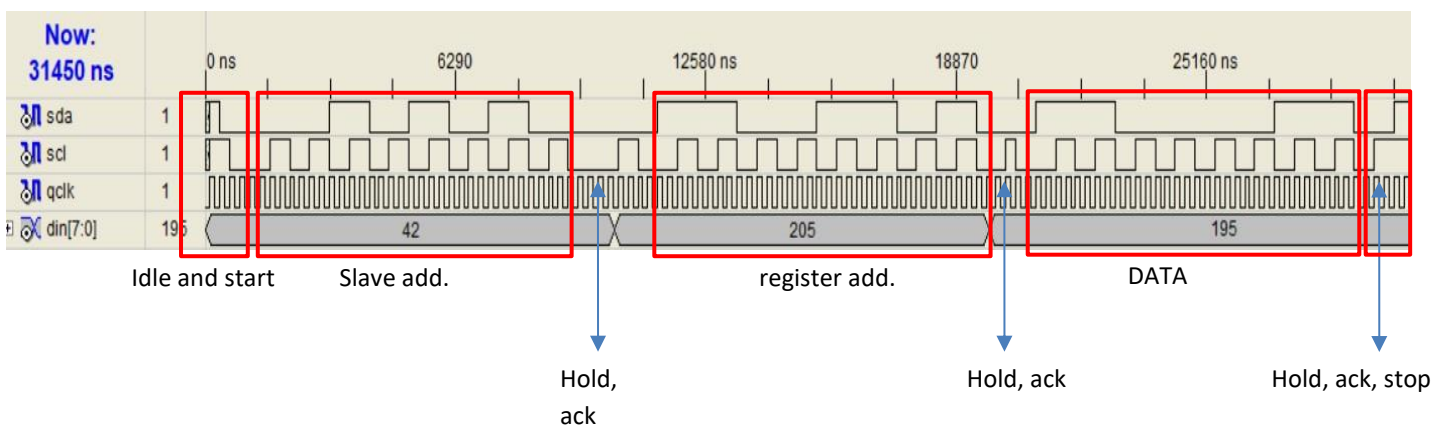 Now:
31450 ns
0 ns 6290 12580 ns 18870 25160 ns
sda 1
scl 1
qclk 1
din[7:0] 195 42 205 195
Idle and start Slave add. register add. DATA
Hold,
ack
Hold, ack
Hold, ack, stop